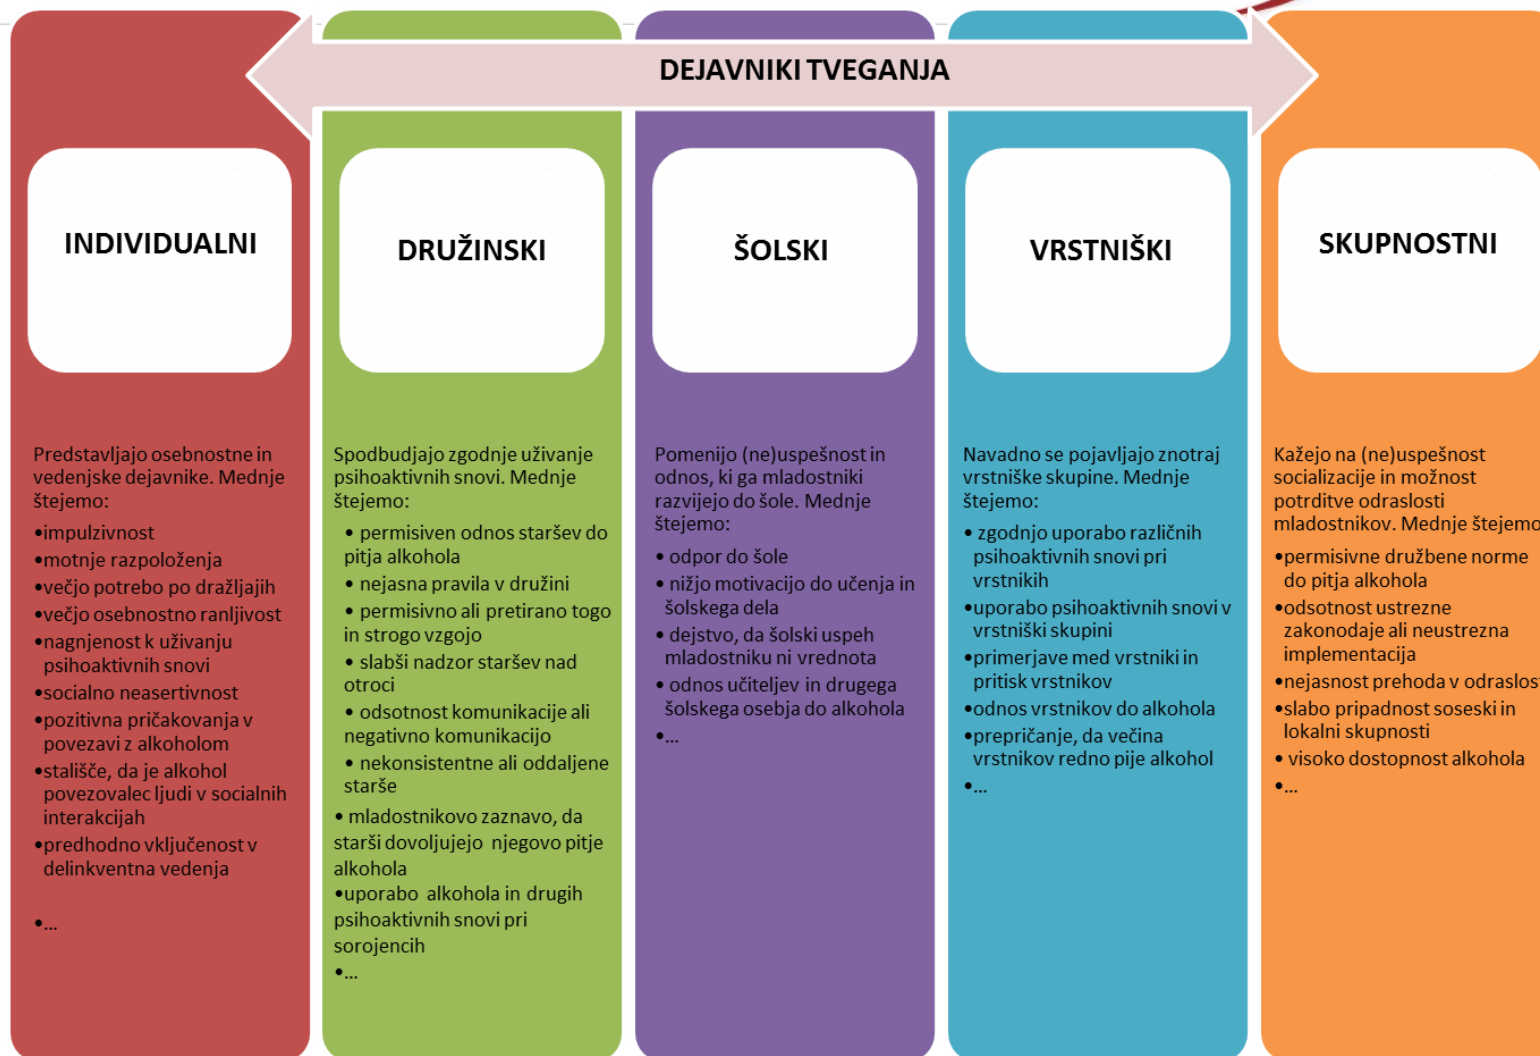 DEJAVNIKI TVEGANJA
INDIVIDUALNI
Predstavljajo osebnostne in
vedenjske dejavnike. Mednje
štejemo:
•impulzivnost
•motnje razpoloženja
•večjo potrebo po dražljajih
•večjo osebnostno ranljivost
•nagnjenost k uživanju
psihoaktivnih snovi
•socialno neasertivnost
•pozitivna pričakovanja v
povezavi z alkoholom
•stališče, da je alkohol
povezovalec ljudi v socialnih
interakcijah
•predhodno vključenost v
delinkventna vedenja
•...
DRUŽINSKI
Spodbudjajo zgodnje uživanje
psihoaktivnih snovi. Mednje
štejemo:
• permisiven odnos staršev do
pitja alkohola
• nejasna pravila v družini
• permisivno ali pretirano togo
in strogo vzgojo
• slabši nadzor staršev nad
otroci
• odsotnost komunikacije ali
negativno komunikacijo
• nekonsistentne ali oddaljene
starše
• mladostnikovo zaznavo, da
starši dovoljujejo njegovo pitje
alkohola
•uporabo alkohola in drugih
psihoaktivnih snovi pri
sorojencih
•...
ŠOLSKI
Pomenijo (ne)uspešnost in
odnos, ki ga mladostniki
razvijejo do šole. Mednje
štejemo:
• odpor do šole
• nižjo motivacijo do učenja in
šolskega dela
• dejstvo, da šolski uspeh
mladostniku ni vrednota
• odnos učiteljev in drugega
šolskega osebja do alkohola
•...
VRSTNIŠKI
Navadno se pojavljajo znotraj
vrstniške skupine. Mednje
štejemo:
• zgodnjo uporabo različnih
psihoaktivnih snovi pri
vrstnikih
•uporabo psihoaktivnih snovi v
vrstniški skupini
•primerjave med vrstniki in
pritisk vrstnikov
•odnos vrstnikov do alkohola
•prepričanje, da večina
vrstnikov redno pije alkohol
•...
SKUPNOSTNI
Kažejo na (ne)uspešnost
socializacije in možnost
potrditve odraslosti
mladostnikov. Mednje štejemo
•permisivne družbene norme
do pitja alkohola
•odsotnost ustrezne
zakonodaje ali neustrezna
implementacija
•nejasnost prehoda v odraslost
•slabo pripadnost soseski in
lokalni skupnosti
• visoko dostopnost alkohola
•...